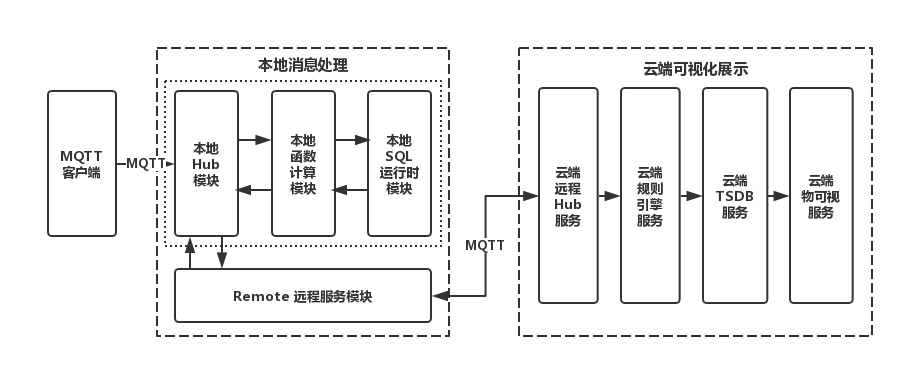 本地消息处理
云端可视化展示
MQTT
客户端
MQTT
本地
Hub
模块
本地
函数
计算
模块
本地
SQL
运行时
模块
Remote 远程服务模块
MQTT
云端
远程
Hub
服务
云端
规则
引擎
服务
云端
TSDB
服务
云端
物可视
服务